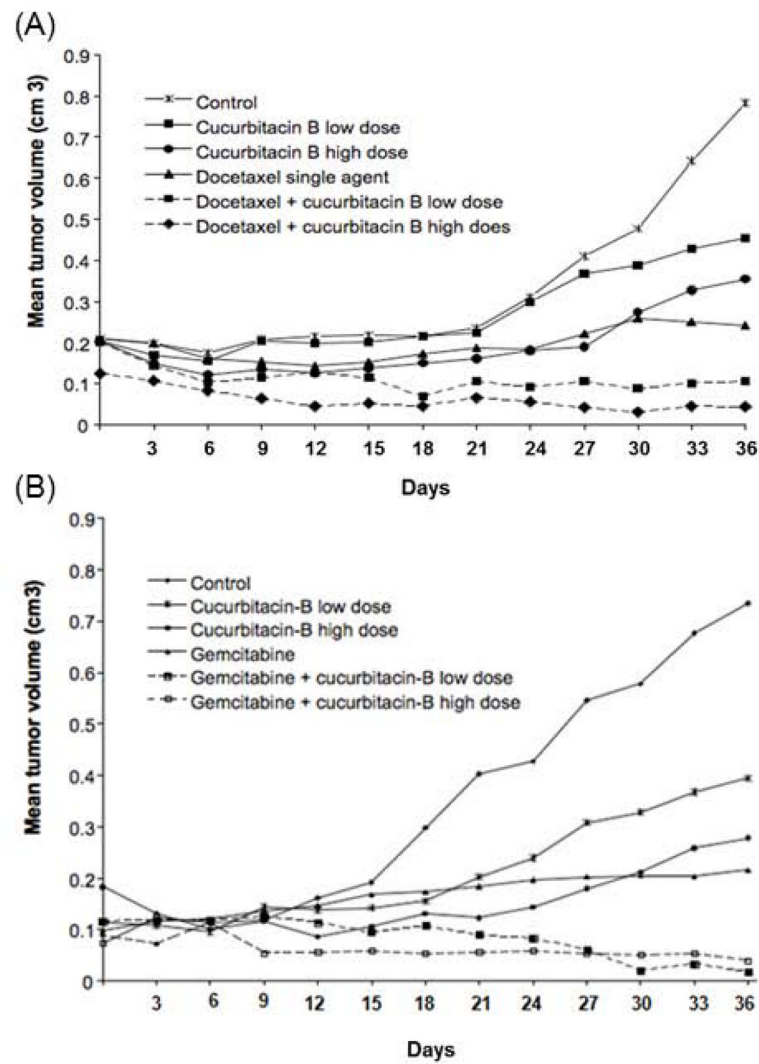 (A)
Mean tumor volume (cm 3)
0.9
0.8
0.7
0.6
0.5
0.4
0.3
0.2
0.1
0
Control
Cucurbitacin B low dose
Cucurbitacin B high dose
Docetaxel single agent
Docetaxel + cucurbitacin B low dose
Docetaxel + cucurbitacin B high does
3 6 9 12 15 18 21 24 27 30 33 36
Days
(B)
Mean tumor volume (cm3)
0.9
0.8
0.7
0.6
0.5
0.4
0.3
0.2
0.1
0
Control
Cucurbitacin-B low dose
Cucurbitacin-B high dose
Gemcitabine
Gemcitabine + cucurbitacin-B low dose
Gemcitabine + cucurbitacin-B high dose
3 6 9 12 15 18 21 24 27 30 33 36
Days